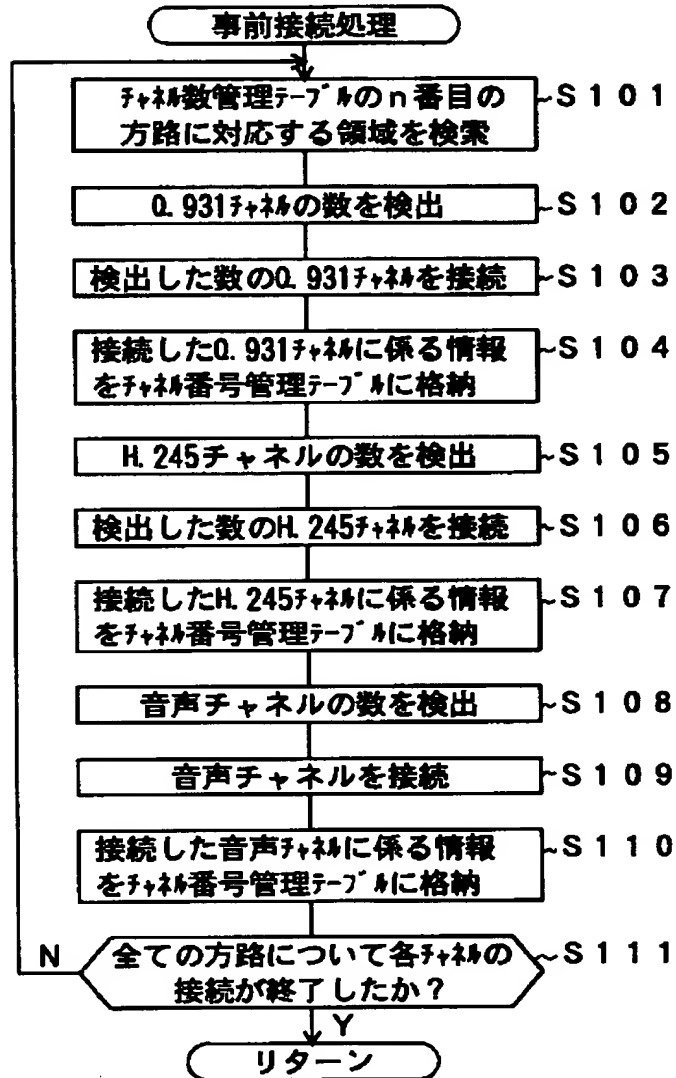 事前接続処理
ﾁｬﾈﾙ数管理ﾃｰﾌﾞﾙのn番目の
方路に対応する領域を検索
~S101
Q.931ﾁｬﾈﾙの数を検出
~S102
検出した数のQ.931ﾁｬﾈﾙを接続
~S103
接続したQ.931ﾁｬﾈﾙに係る情報
をﾁｬﾈﾙ番号管理ﾃｰﾌﾞﾙに格納
~S104
H.245チャネルの数を検出
~S105
検出した数のH.245ﾁｬﾈﾙを接続
~S106
接続したH.245ﾁｬﾈﾙに係る情報
をﾁｬﾈﾙ番号管理ﾃｰﾌﾞﾙに格納
~S107
音声チャネルの数を検出
~S108
音声チャネルを接続
~S109
接続した音声ﾁｬﾈﾙに係る情報
をﾁｬﾈﾙ番号管理ﾃｰﾌﾞﾙに格納
~S110
N
全ての方路について各ﾁｬﾈﾙの
接続が終了したか？
~S111
Y
リターン